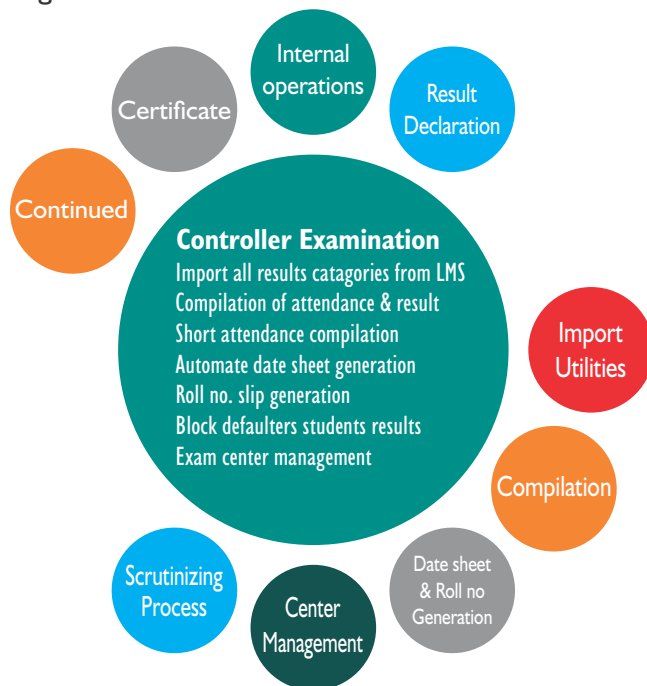 Internal
operations
Result
Declaration
Certificate
Continued
Controller Examination
Import all results catagories from LMS
Compilation of attendance & result
Short attendance compilation
Automate date sheet generation
Roll no. slip generation
Block defaulters students results
Exam center management
Import
Utilities
Compilation
Date sheet
& Roll no
Generation
Center
Management
Scrutinizing
Process